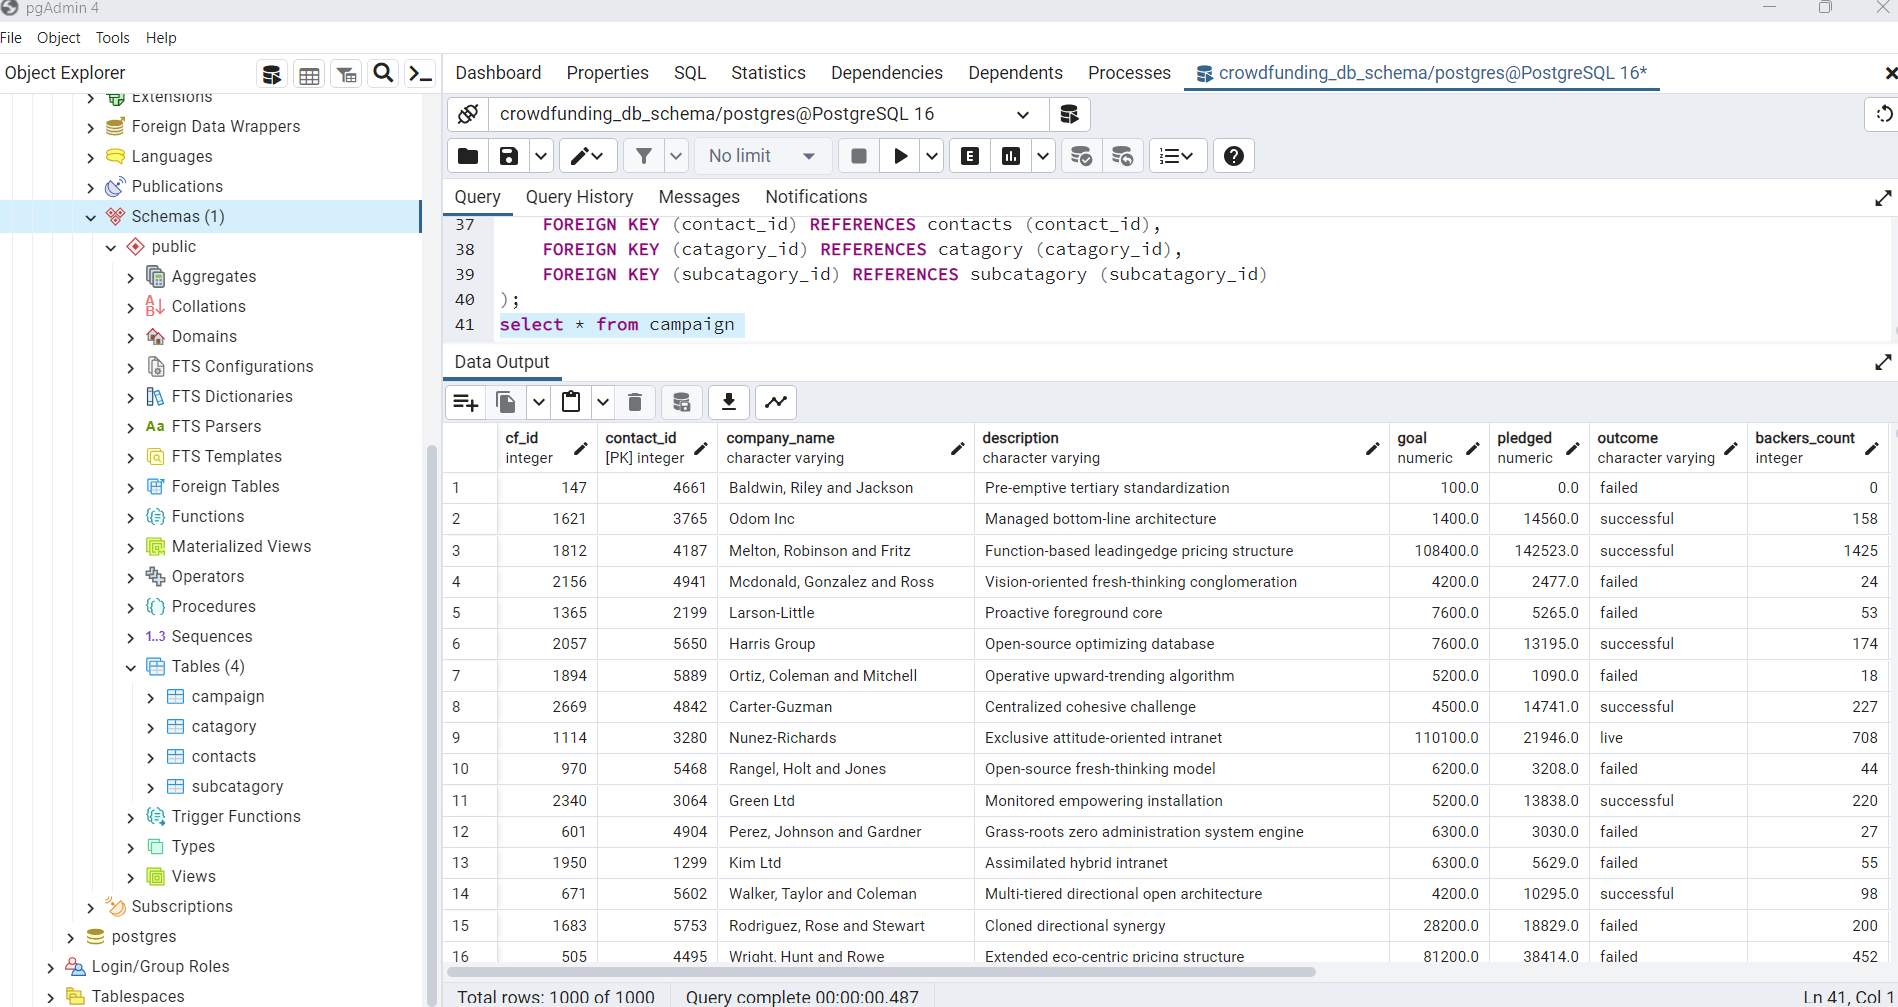 pgAdmin 4
File Object Tools Help
Object Explorer
Dashboard Properties SQL Statistics Dependencies Dependents Processes crowdfunding_db_schema/postgres@PostgreSQL 16*
Extensions
Foreign Data Wrappers
Languages
Publications
Schemas (1)
public
Aggregates
Collations
Domains
FTS Configurations
FTS Dictionaries
Aa FTS Parsers
FTS Templates
Foreign Tables
Functions
Materialized Views
Operators
Procedures
1..3 Sequences
Tables (4)
campaign
catagory
contacts
subcatagory
Trigger Functions
Types
Views
Subscriptions
postgres
Login/Group Roles
Tablespaces
crowdfunding_db_schema/postgres@PostgreSQL 16
No limit
E
Query Query History Messages Notifications
37 FOREIGN KEY (contact_id) REFERENCES contacts (contact_id),
38 FOREIGN KEY (catagory_id) REFERENCES catagory (catagory_id),
39 FOREIGN KEY (subcatagory_id) REFERENCES subcatagory (subcatagory_id)
40 );
41 select * from campaign
Data Output
cf_id contact_id company_name description goal pledged outcome backers_count
integer [PK] integer character varying character varying numeric numeric character varying integer
1 147 4661 Baldwin, Riley and Jackson Pre-emptive tertiary standardization 100.0 0.0 failed 0
2 1621 3765 Odom Inc Managed bottom-line architecture 1400.0 14560.0 successful 158
3 1812 4187 Melton, Robinson and Fritz Function-based leadingedge pricing structure 108400.0 142523.0 successful 1425
4 2156 4941 Mcdonald, Gonzalez and Ross Vision-oriented fresh-thinking conglomeration 4200.0 2477.0 failed 24
5 1365 2199 Larson-Little Proactive foreground core 7600.0 5265.0 failed 53
6 2057 5650 Harris Group Open-source optimizing database 7600.0 13195.0 successful 174
7 1894 5889 Ortiz, Coleman and Mitchell Operative upward-trending algorithm 5200.0 1090.0 failed 18
8 2669 4842 Carter-Guzman Centralized cohesive challenge 4500.0 14741.0 successful 227
9 1114 3280 Nunez-Richards Exclusive attitude-oriented intranet 110100.0 21946.0 live 708
10 970 5468 Rangel, Holt and Jones Open-source fresh-thinking model 6200.0 3208.0 failed 44
11 2340 3064 Green Ltd Monitored empowering installation 5200.0 13838.0 successful 220
12 601 4904 Perez, Johnson and Gardner Grass-roots zero administration system engine 6300.0 3030.0 failed 27
13 1950 1299 Kim Ltd Assimilated hybrid intranet 6300.0 5629.0 failed 55
14 671 5602 Walker, Taylor and Coleman Multi-tiered directional open architecture 4200.0 10295.0 successful 98
15 1683 5753 Rodriguez, Rose and Stewart Cloned directional synergy 28200.0 18829.0 failed 200
16 505 4495 Wright, Hunt and Rowe Extended eco-centric pricing structure 81200.0 38414.0 failed 452
Total rows: 1000 of 1000 Query complete 00:00:00.487 Ln 41, Col 1